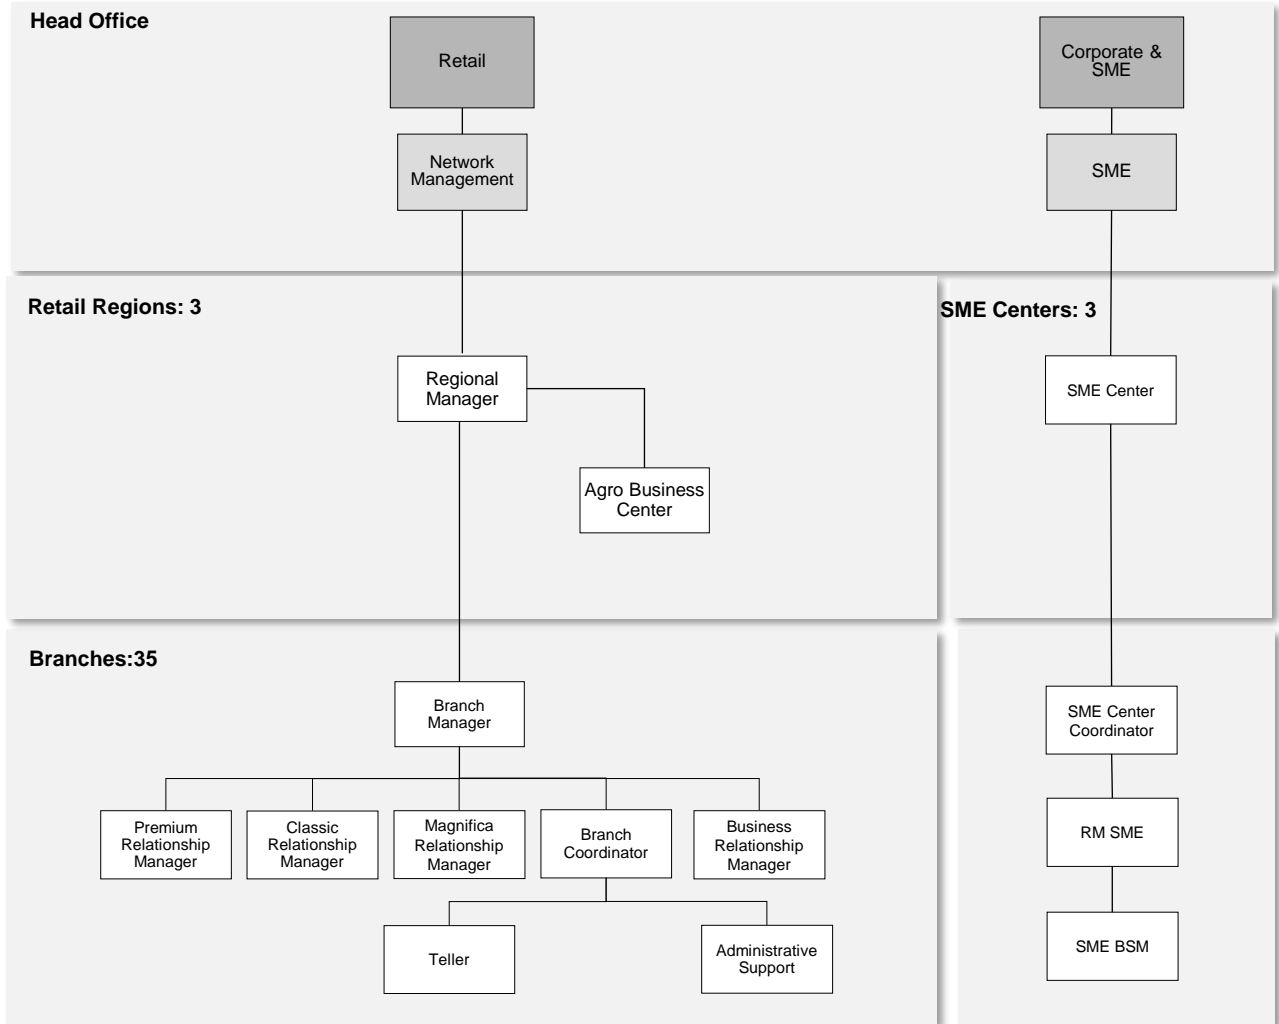 Head Office
Retail
Corporate &
SME
Network
Management
SME
Retail Regions: 3
SME Centers: 3
Regional
Manager
SME Center
Agro Business
Center
Branches:35
Branch
Manager
SME Center
Coordinator
Premium
Relationship
Manager
Classic
Relationship
Manager
Magnifica
Relationship
Manager
Branch
Coordinator
Business
Relationship
Manager
RM SME
Teller
Administrative
Support
SME BSM